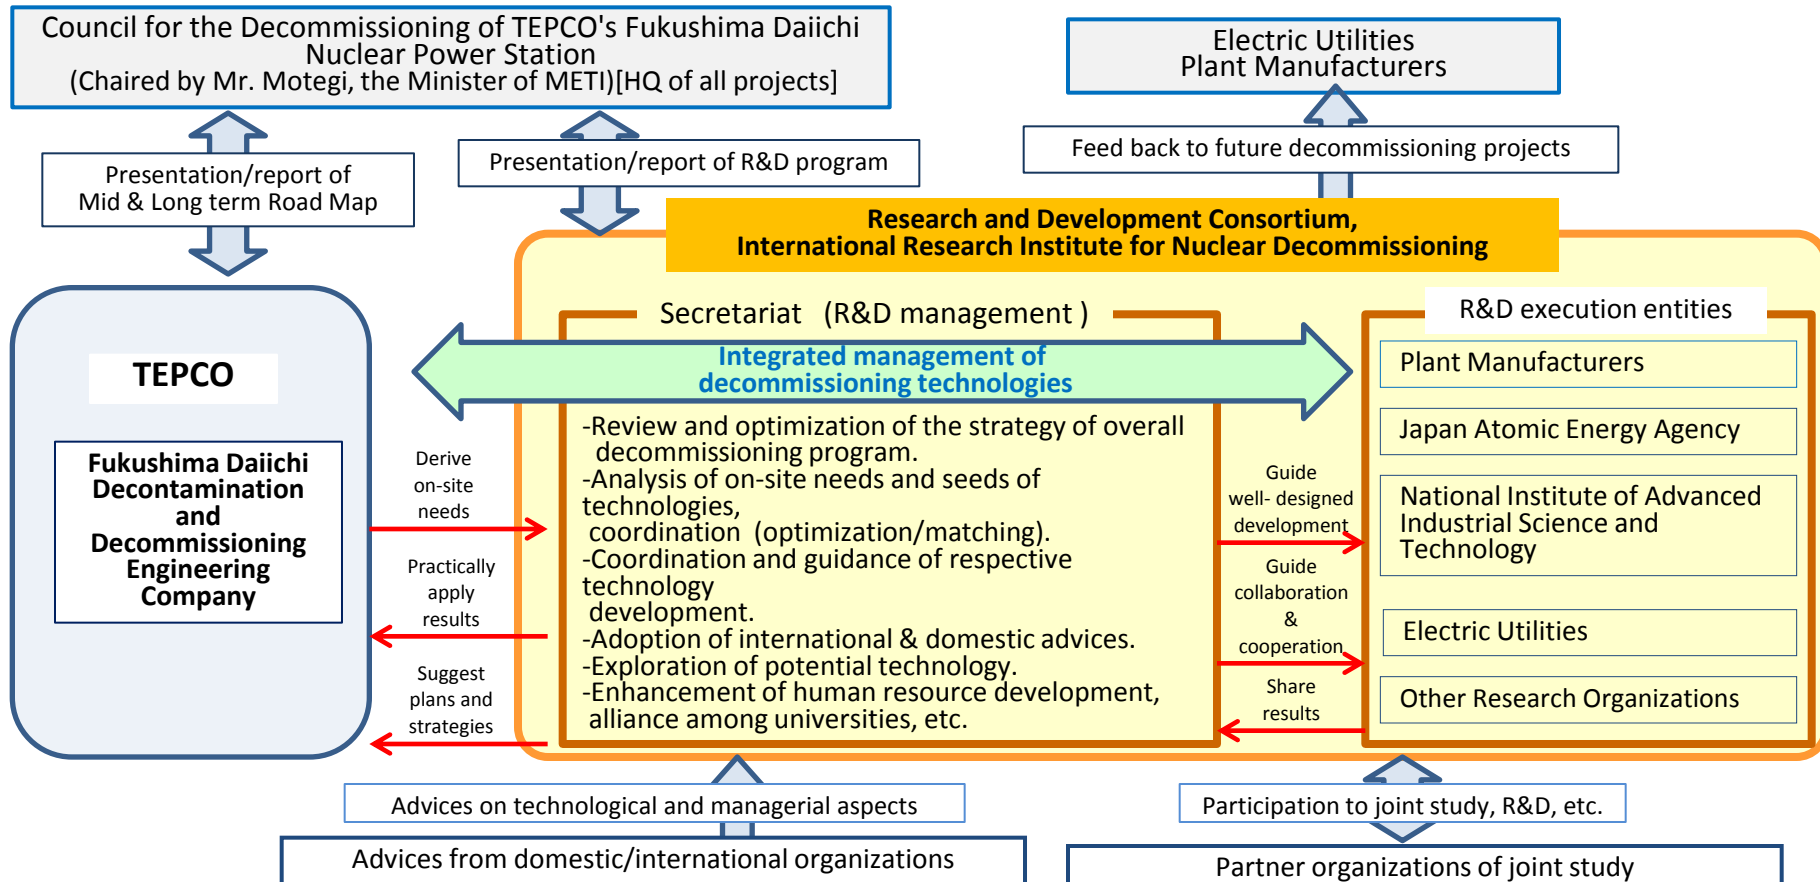 Council for the Decommissioning of TEPCO's Fukushima Daiichi
Nuclear Power Station
(Chaired by Mr. Motegi, the Minister of METI)[HQ of all projects]
Electric Utilities
Plant Manufacturers
Presentation/report of
Mid & Long term Road Map
Presentation/report of R&D program
Feed back to future decommissioning projects
Research and Development Consortium,
International Research Institute for Nuclear Decommissioning
TEPCO
Fukushima Daiichi
Decontamination
and
Decommissioning
Engineering
Company
Derive
on-site
needs
Practically
apply
results
Suggest
plans and
strategies
Secretariat (R&D management )
Integrated management of
decommissioning technologies
-Review and optimization of the strategy of overall
decommissioning program.
-Analysis of on-site needs and seeds of
technologies,
coordination (optimization/matching).
-Coordination and guidance of respective
technology
development.
-Adoption of international & domestic advices.
-Exploration of potential technology.
-Enhancement of human resource development,
alliance among universities, etc.
Guide
well- designed
development
Guide
collaboration
&
cooperation
Share
results
R&D execution entities
Plant Manufacturers
Japan Atomic Energy Agency
National Institute of Advanced
Industrial Science and
Technology
Electric Utilities
Other Research Organizations
Advices on technological and managerial aspects
Participation to joint study, R&D, etc.
Advices from domestic/international organizations
Partner organizations of joint study